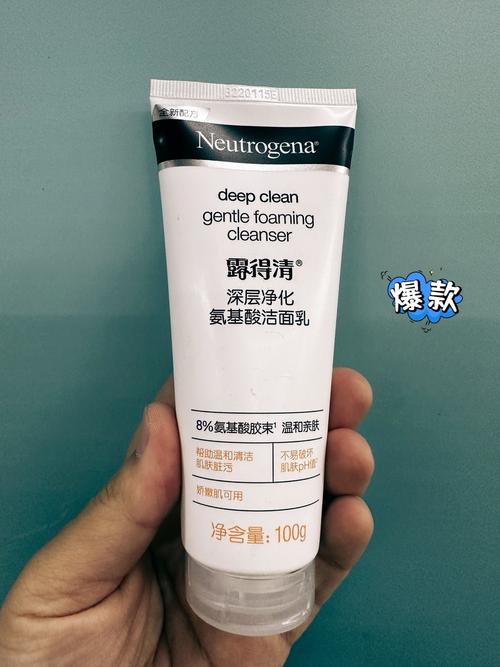 3220115E
全新配方
Neutrogena®
deep clean
gentle foaming
cleanser
露得清®
深层净化
氨基酸洁面乳
爆款
8%氨基酸胶束¹ 温和亲肤
帮助温和清洁
肌肤脏污
不易破坏
肌肤pH值²
娇嫩肌可用
净含量: 100g